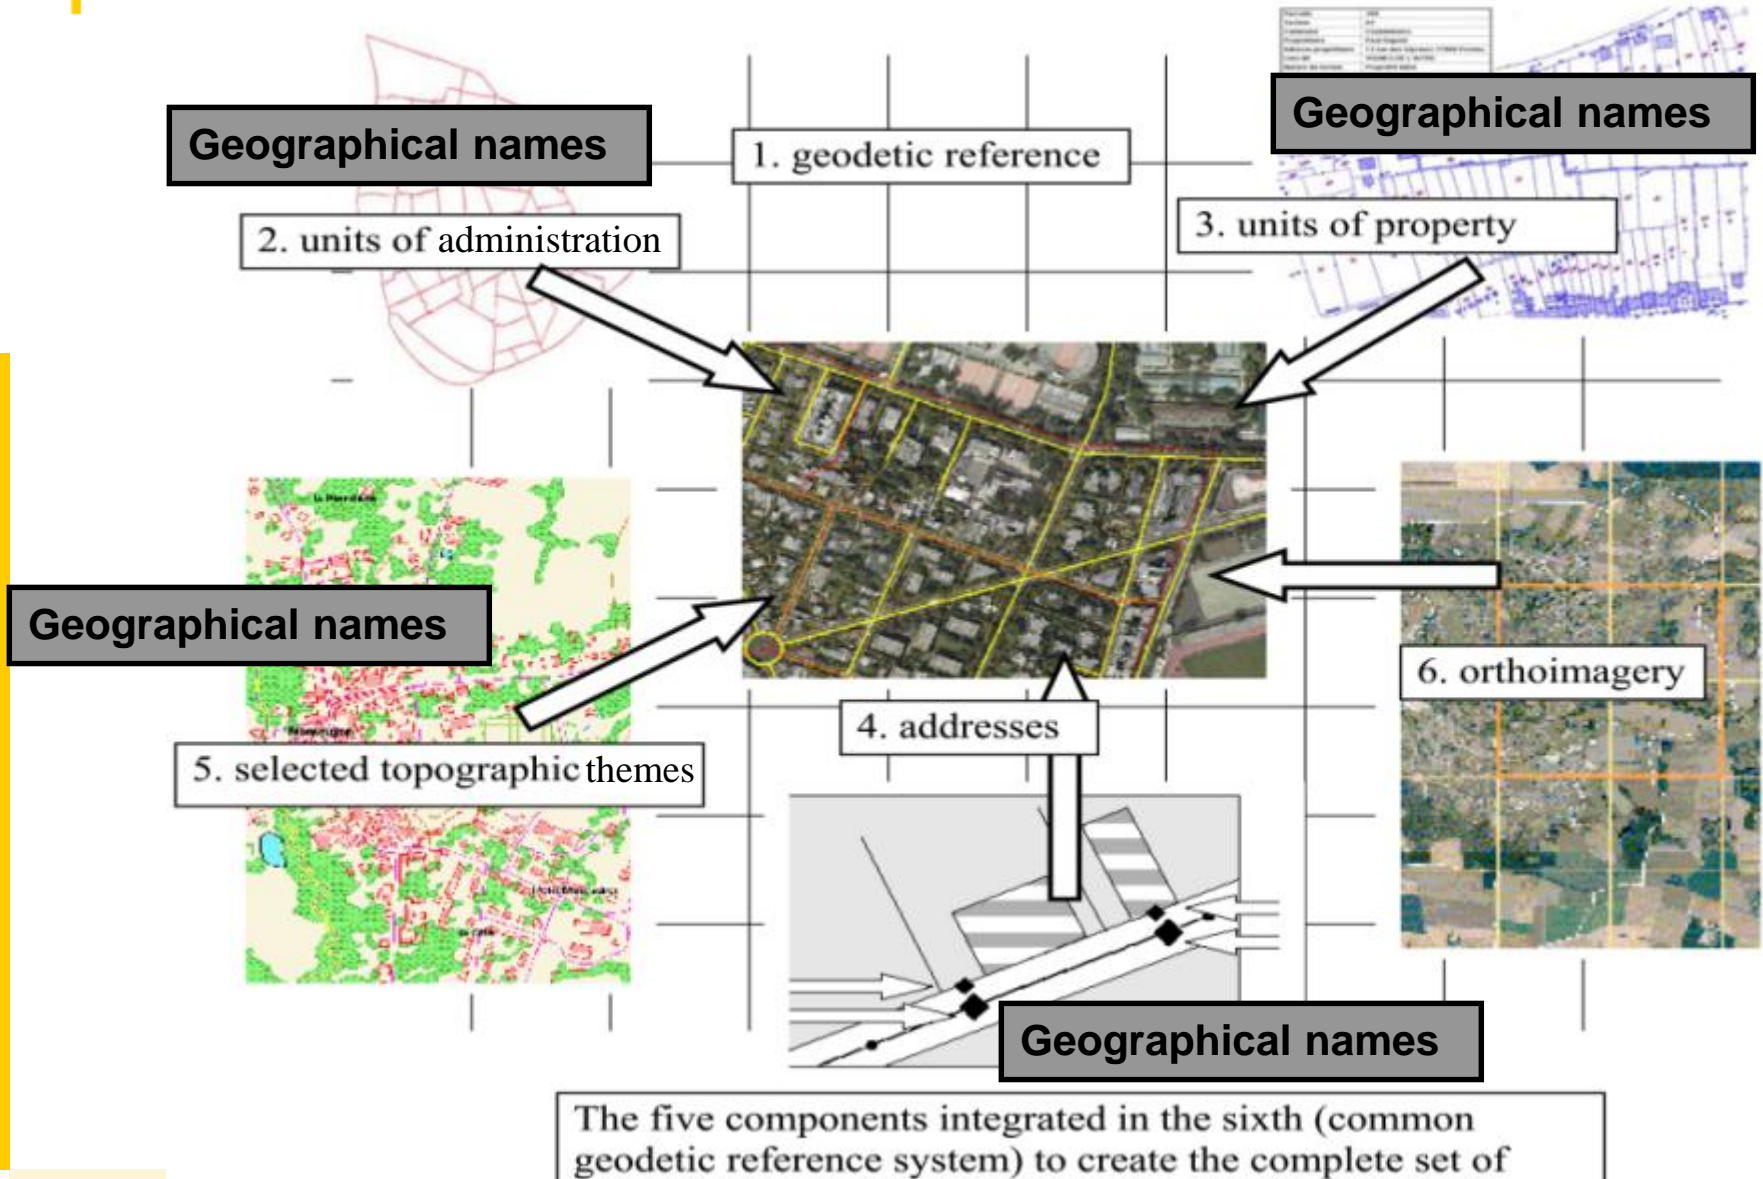 Geographical names
1. geodetic reference
Geographical names
2. units of administration
3. units of property
Geographical names
6. orthoimagery
4. addresses
5. selected topographic themes
Geographical names
The five components integrated in the sixth (common
geodetic reference system) to create the complete set of